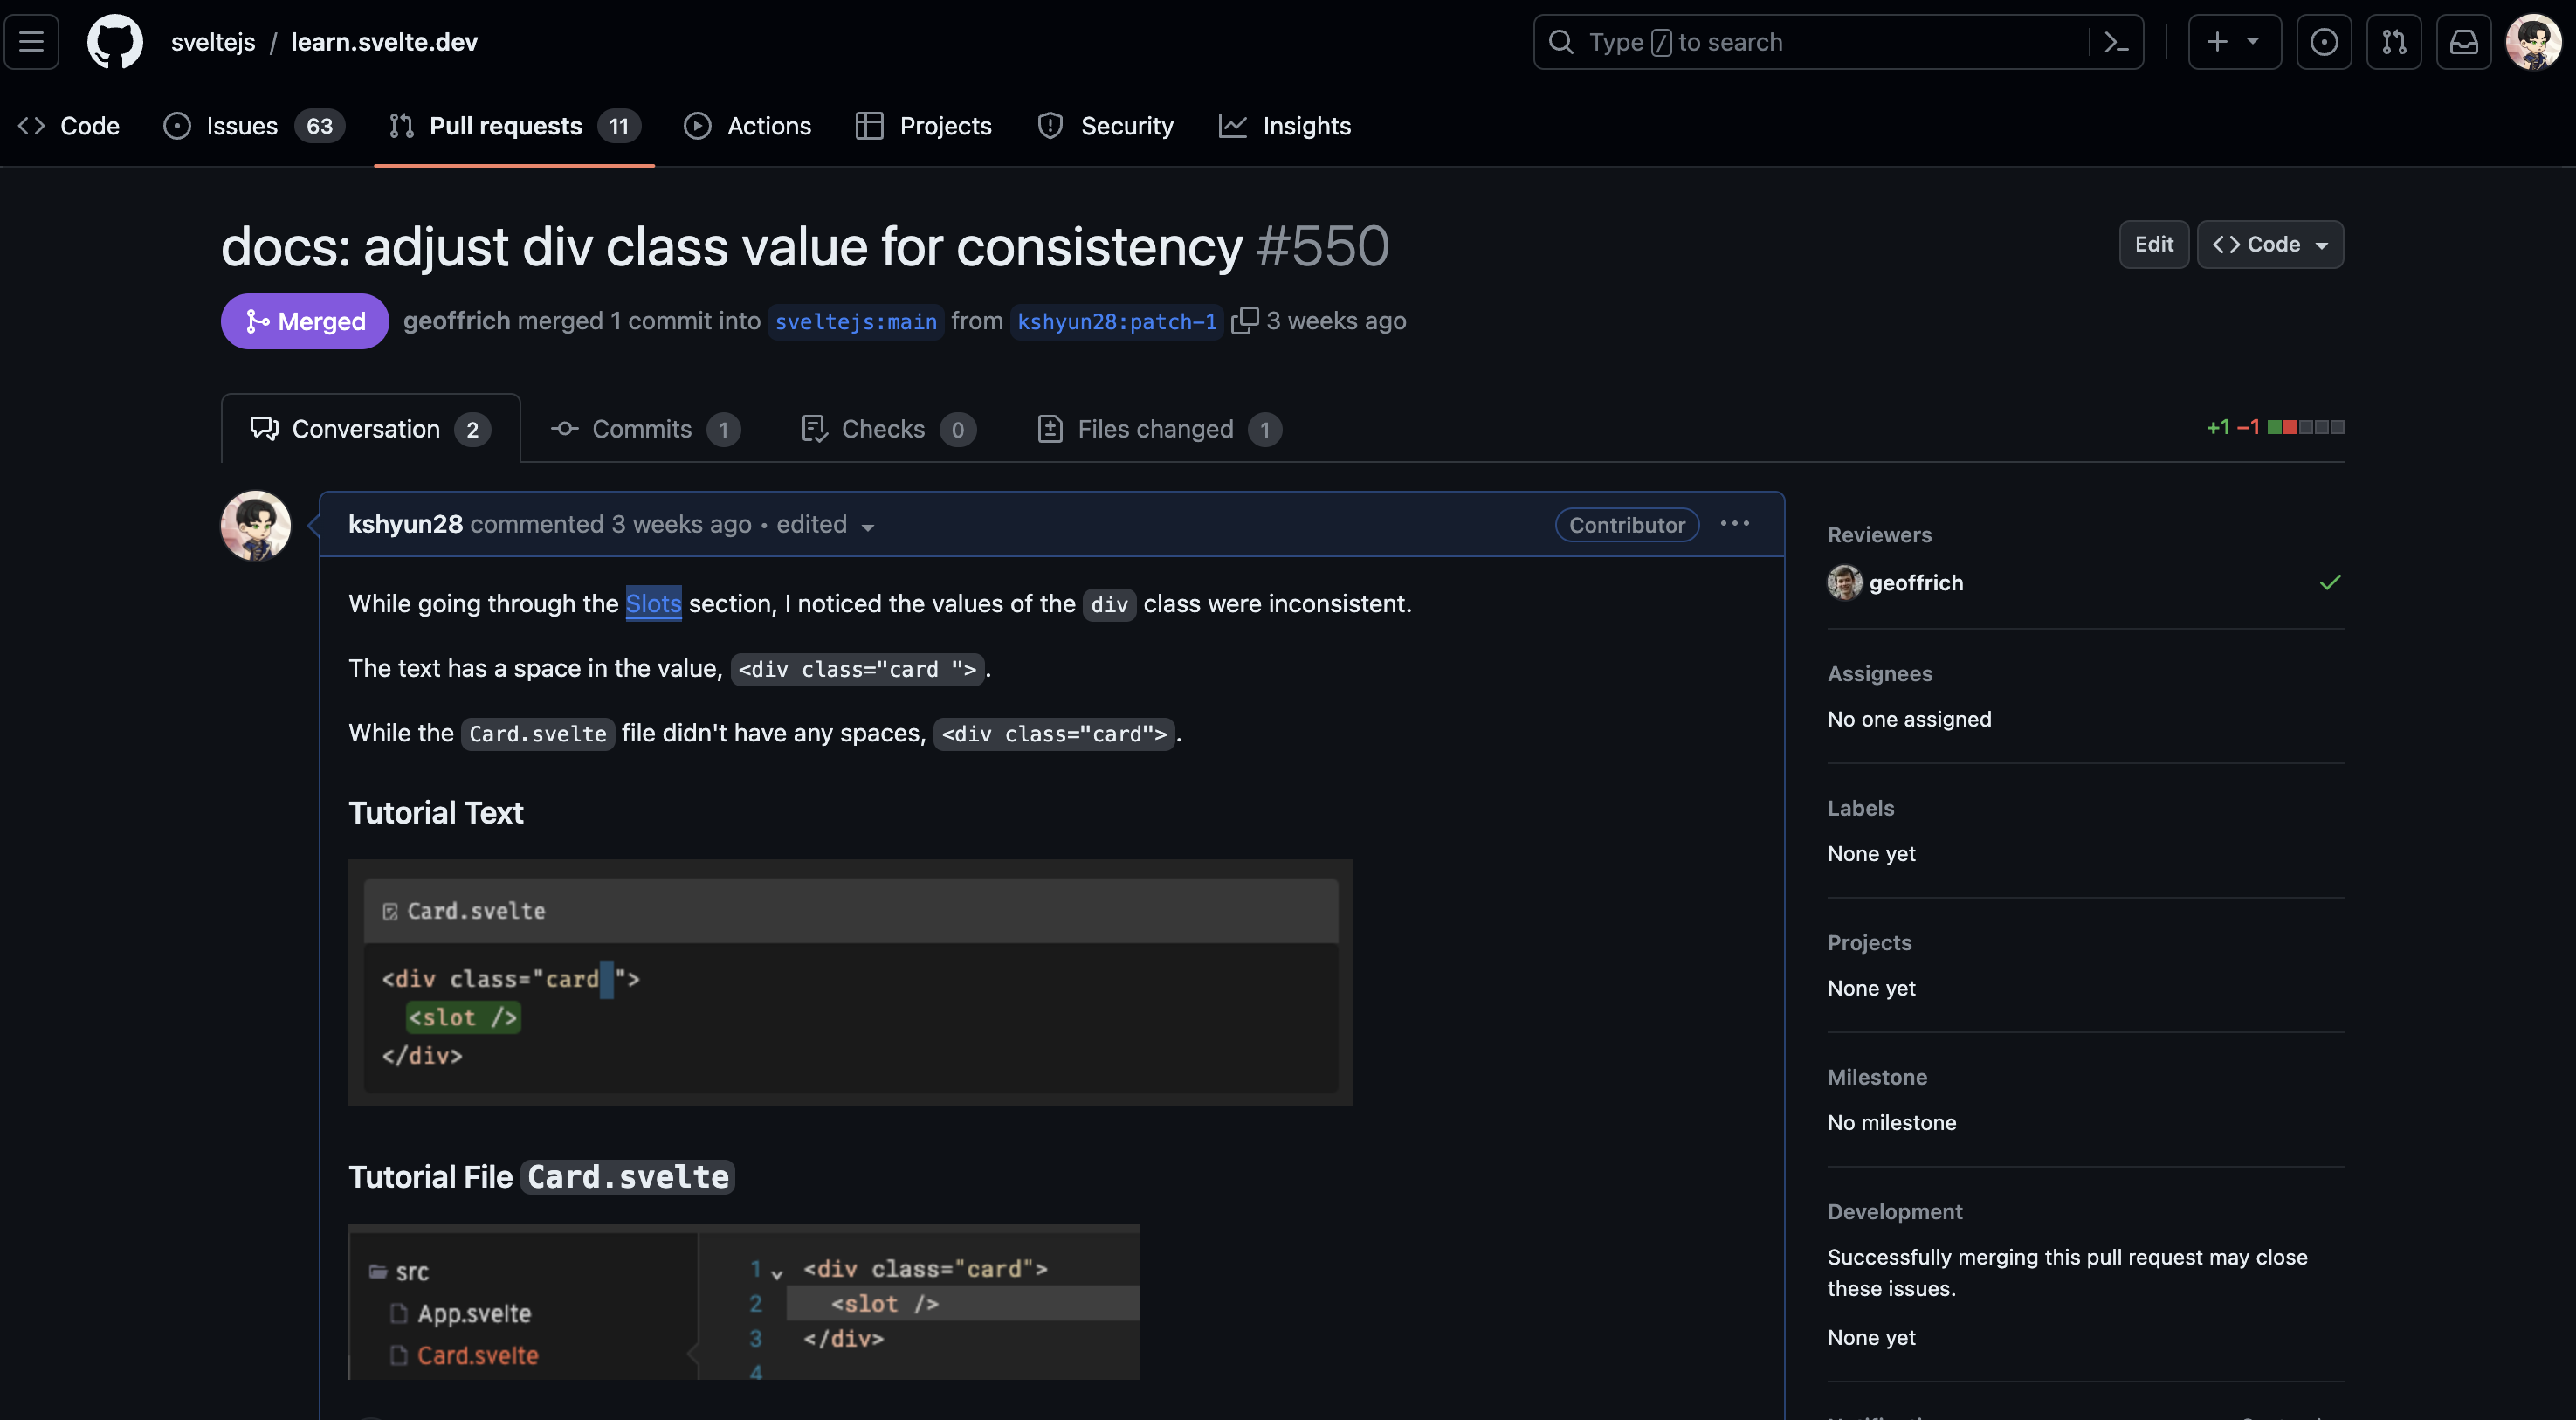 sveltejs / learn.svelte.dev
Type / to search
Code
Issues 63
Pull requests 11
Actions
Projects
Security
Insights
docs: adjust div class value for consistency #550
Edit
Code
Merged
geoffrich merged 1 commit into sveltejs:main from kshyun28:patch-1 3 weeks ago
Conversation 2
Commits 1
Checks 0
Files changed 1
+1 −1
kshyun28 commented 3 weeks ago • edited
Contributor
While going through the Slots section, I noticed the values of the div class were inconsistent.
The text has a space in the value, <div class="card ">.
While the Card.svelte file didn't have any spaces, <div class="card">.
Tutorial Text
Card.svelte
<div class="card ">
<slot />
</div>
Tutorial File Card.svelte
src
App.svelte
Card.svelte
1 <div class="card">
2 <slot />
3 </div>
4
Reviewers
geoffrich
Assignees
No one assigned
Labels
None yet
Projects
None yet
Milestone
No milestone
Development
Successfully merging this pull request may close
these issues.
None yet